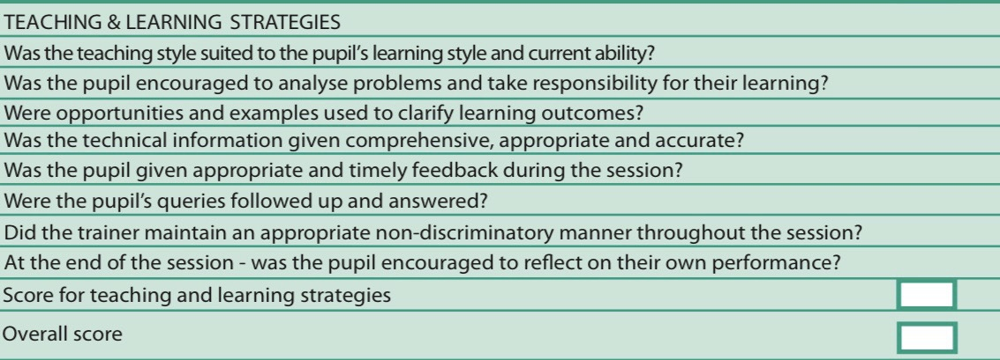 TEACHING & LEARNING STRATEGIES
Was the teaching style suited to the pupil’s learning style and current ability?
Was the pupil encouraged to analyse problems and take responsibility for their learning?
Were opportunities and examples used to clarify learning outcomes?
Was the technical information given comprehensive, appropriate and accurate?
Was the pupil given appropriate and timely feedback during the session?
Were the pupil’s queries followed up and answered?
Did the trainer maintain an appropriate non-discriminatory manner throughout the session?
At the end of the session - was the pupil encouraged to reflect on their own performance?
Score for teaching and learning strategies
Overall score